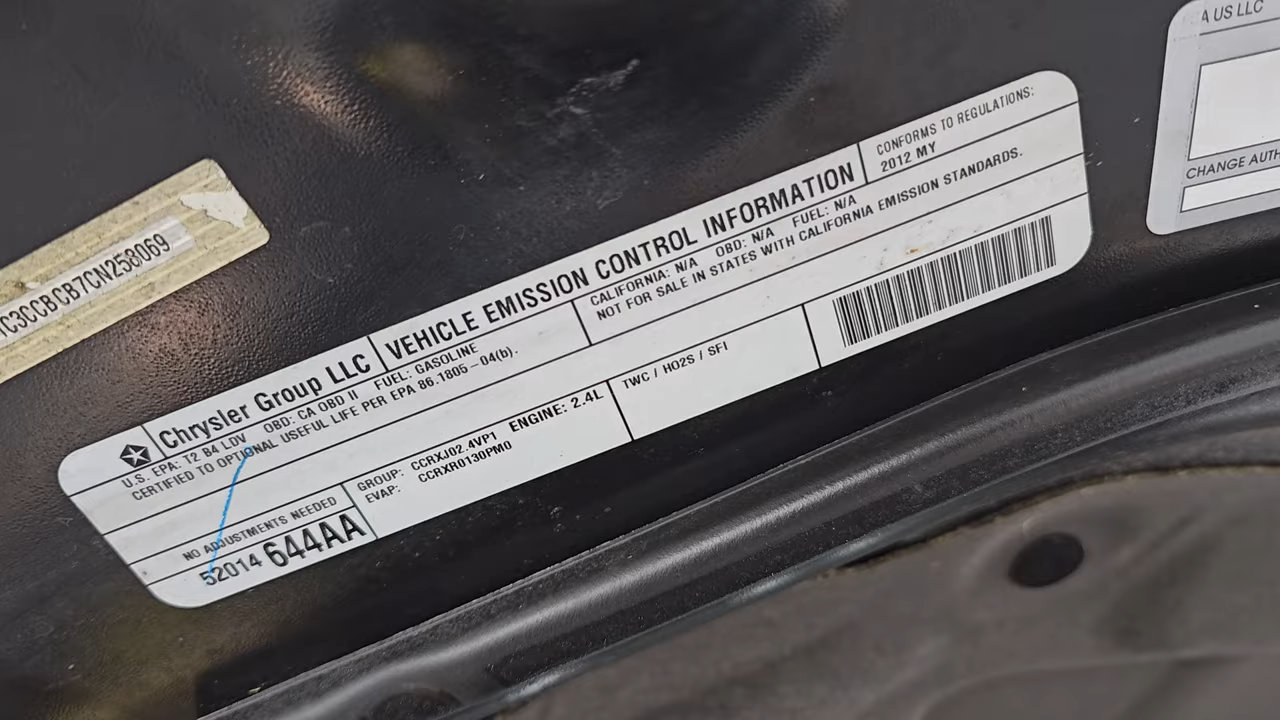 C3CCBCB7CN258069
Chrysler Group LLC
VEHICLE EMISSION CONTROL INFORMATION
CONFORMS TO REGULATIONS:
2012 MY
U.S. EPA: T2 B4 LDV OBD: CA OBD II FUEL: GASOLINE
CERTIFIED TO OPTIONAL USEFUL LIFE PER EPA 86.1805-04(b).
CALIFORNIA: N/A OBD: N/A FUEL: N/A
NOT FOR SALE IN STATES WITH CALIFORNIA EMISSION STANDARDS.
NO ADJUSTMENTS NEEDED
52014 644AA
GROUP: CCRXJ02.4VP1 ENGINE: 2.4L
EVAP: CCRXR0130PM0
TWC / HO2S / SFI
A US LLC
CHANGE AUTH